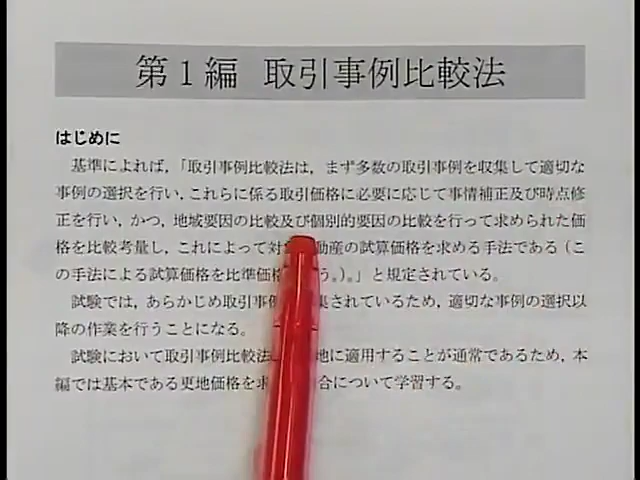 第1編 取引事例比較法
はじめに
基準によれば,「取引事例比較法は, まず多数の取引事例を収集して適切な
事例の選択を行い, これらに係る取引価格に必要に応じて事情補正及び時点修
正を行い, かつ, 地域要因の比較及び個別的要因の比較を行って求められた価
格を比較考量し, これによって対 動産の試算価格を求める手法である(こ
の手法による試算価格を比準価格 う。)。」と規定されている。
試験では, あらかじめ取引事例 集されているため, 適切な事例の選択以
降の作業を行うことになる。
試験において取引事例比較法 地に適用することが通常であるため, 本
編では基本である更地価格を求 合について学習する。